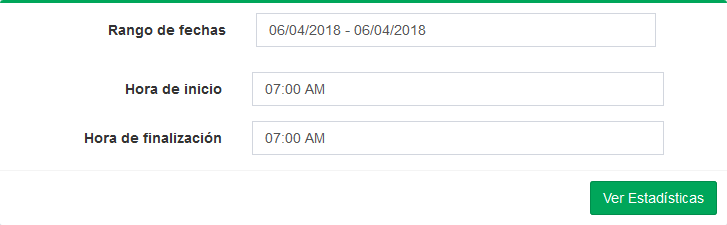 Rango de fechas 06/04/2018 - 06/04/2018
Hora de inicio 07:00 AM
Hora de finalización 07:00 AM
Ver Estadísticas